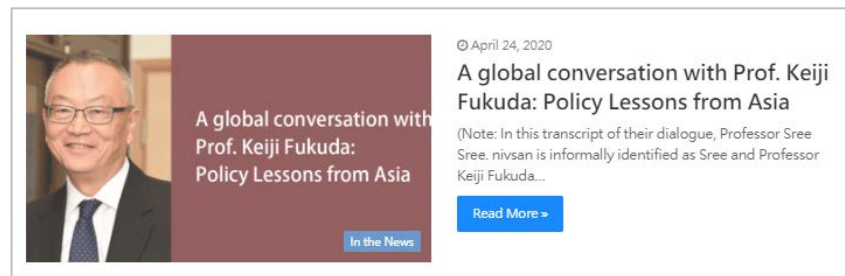 A global conversation with
Prof. Keiji Fukuda:
Policy Lessons from Asia
In the News
April 24, 2020
A global conversation with Prof. Keiji
Fukuda: Policy Lessons from Asia
(Note: In this transcript of their dialogue, Professor Sree
Sree. nivsan is informally identified as Sree and Professor
Keiji Fukuda...
Read More »